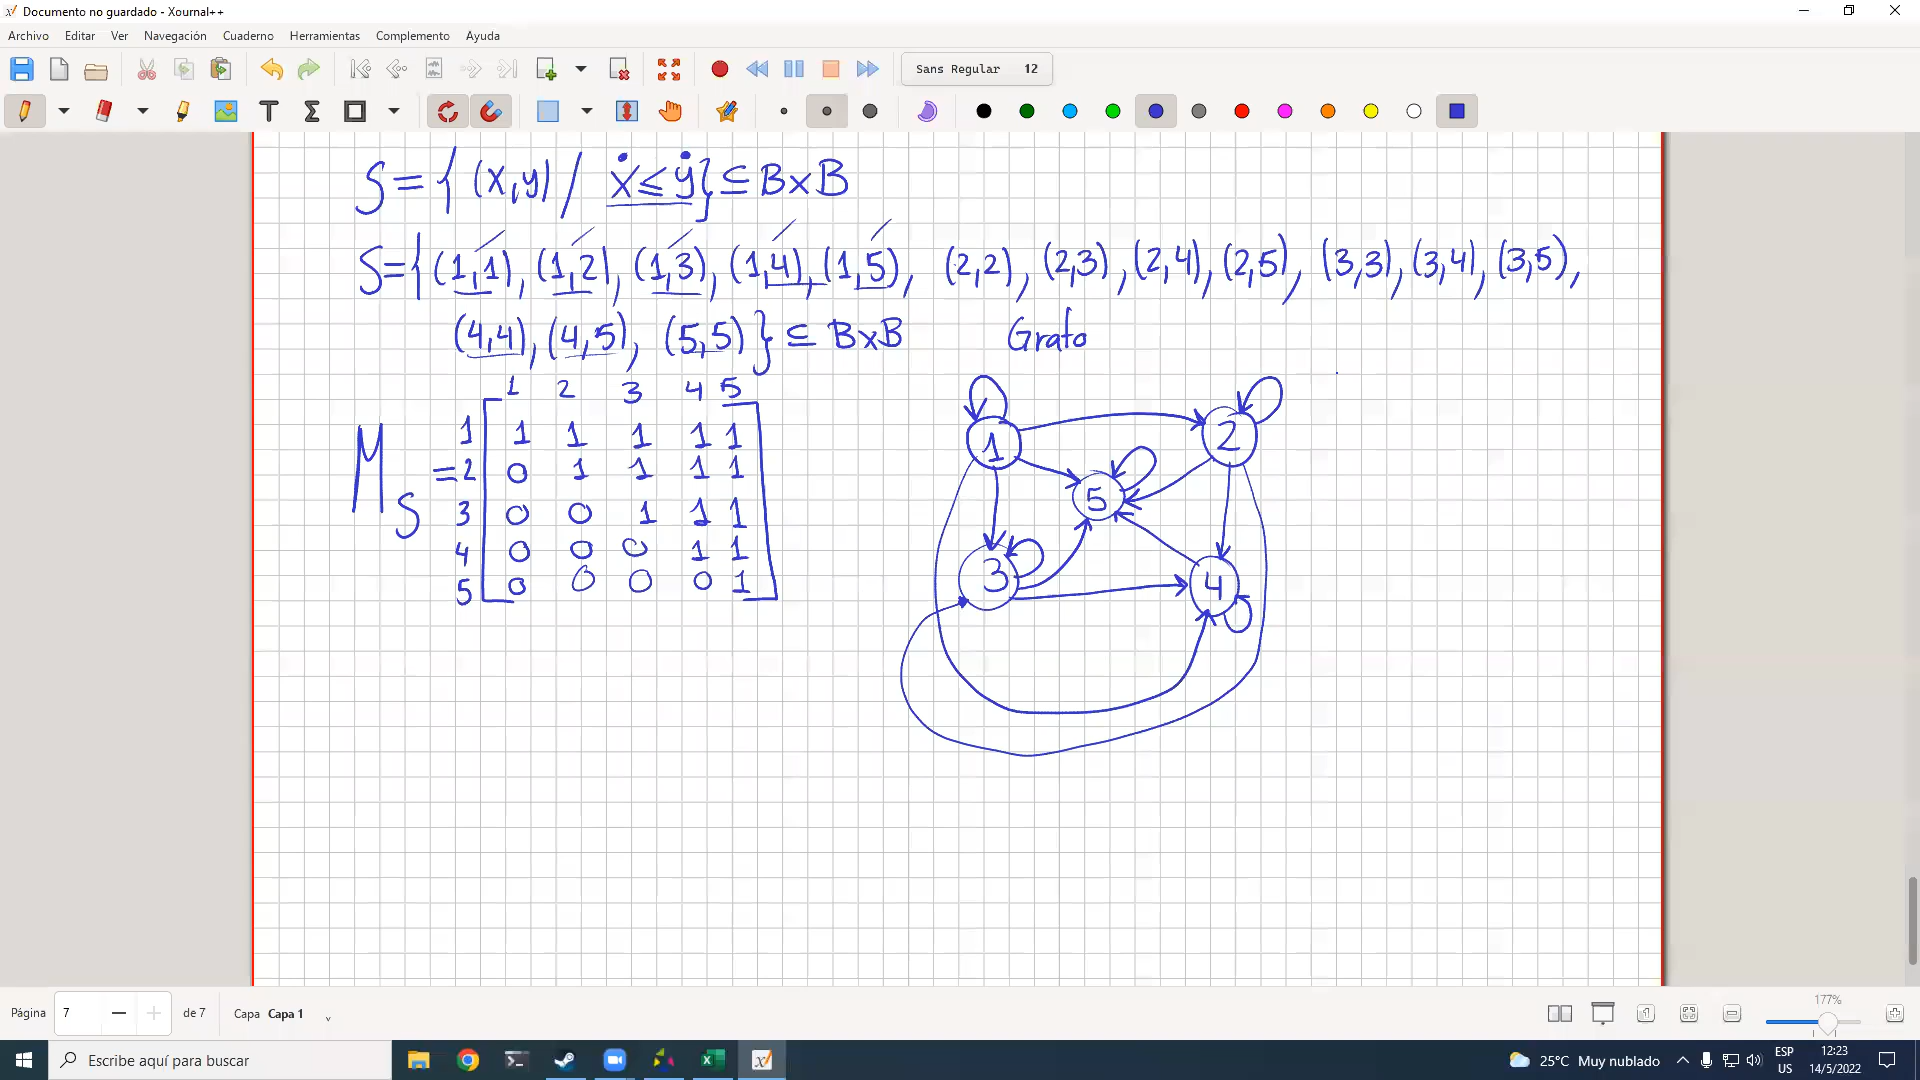 Documento no guardado - Xournal++
Archivo Editar Ver Navegación Cuaderno Herramientas Complemento Ayuda
Sans Regular 12
S={ (x,y) / x≤y} ⊆ B×B
S={(1,1), (1,2), (1,3), (1,4), (1,5), (2,2), (2,3), (2,4), (2,5), (3,3), (3,4), (3,5),
(4,4), (4,5), (5,5)} ⊆ B×B Grafo
1 2 3 4 5
1 1 1 1 1 1
M_S = 2 0 1 1 1 1
3 0 0 1 1 1
4 0 0 0 1 1
5 0 0 0 0 1
1 2
5
3 4
Página 7 de 7 Capa Capa 1 177%
Escribe aquí para buscar
25°C Muy nublado
ESP
US
12:23
14/5/2022